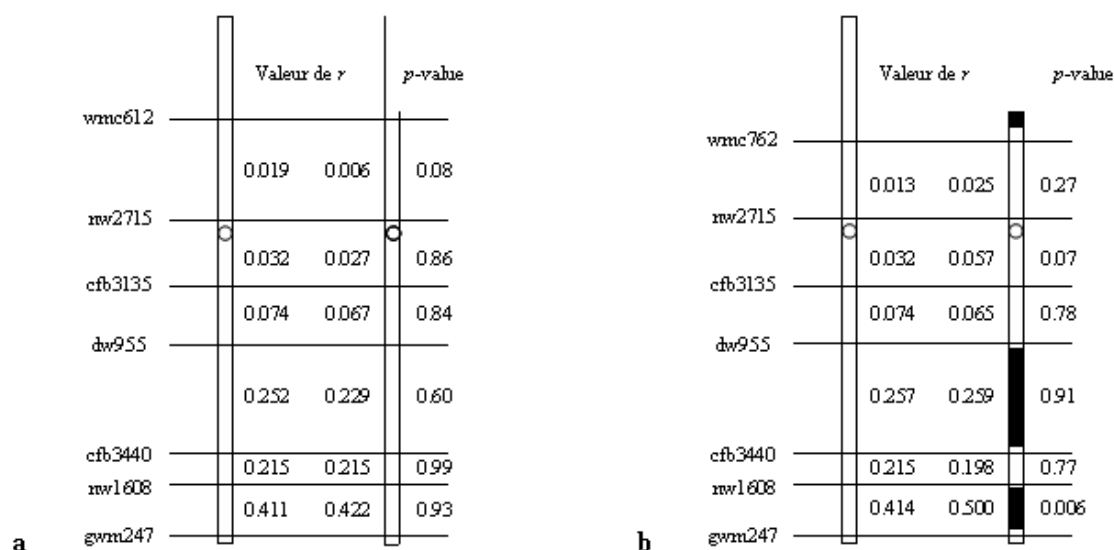 Valeur de r p-value
wmc612
0.019 0.006 0.08
nw2715
0.032 0.027 0.86
cfb3135
0.074 0.067 0.84
dw955
0.252 0.229 0.60
cfb3440
0.215 0.215 0.99
nw1608
0.411 0.422 0.93
gwm247
a
Valeur de r p-value
wmc762
0.013 0.025 0.27
nw2715
0.032 0.057 0.07
cfb3135
0.074 0.065 0.78
dw955
0.257 0.259 0.91
cfb3440
0.215 0.198 0.77
nw1608
0.414 0.500 0.006
gwm247
b